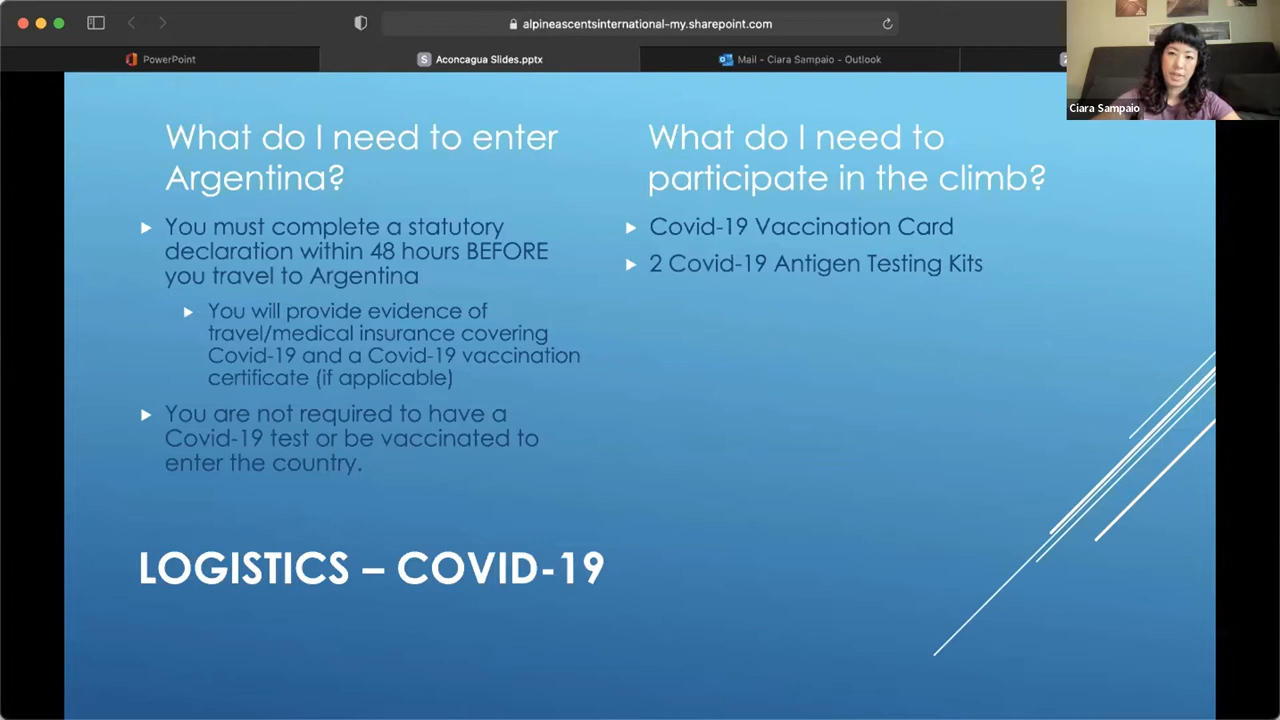 alpineascentsinternational-my.sharepoint.com
PowerPoint
S Aconcagua Slides.pptx
Mail - Ciara Sampaio - Outlook
Ciara Sampaio
What do I need to enter
Argentina?
You must complete a statutory
declaration within 48 hours BEFORE
you travel to Argentina
You will provide evidence of
travel/medical insurance covering
Covid-19 and a Covid-19 vaccination
certificate (if applicable)
You are not required to have a
Covid-19 test or be vaccinated to
enter the country.
What do I need to
participate in the climb?
Covid-19 Vaccination Card
2 Covid-19 Antigen Testing Kits
LOGISTICS – COVID-19